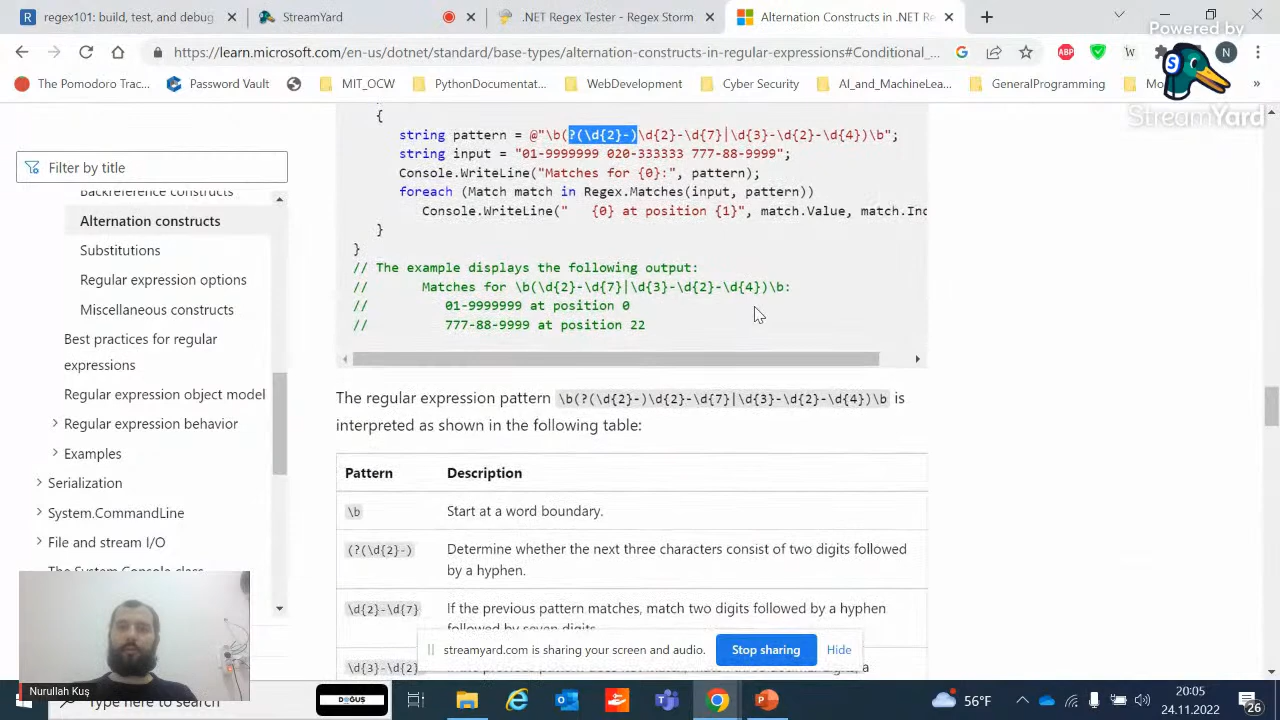 regex101: build, test, and debug
StreamYard
.NET Regex Tester - Regex Storm
Alternation Constructs in .NET Re
https://learn.microsoft.com/en-us/dotnet/standard/base-types/alternation-constructs-in-regular-expressions#Conditional_
ABP
W
N
Powered by
StreamYard
The Pomodoro Trac...
Password Vault
MIT_OCW
PythonDocumentat...
WebDevelopment
Cyber Security
AI_and_MachineLea...
GeneralProgramming
Filter by title
Backreference constructs
Alternation constructs
Substitutions
Regular expression options
Miscellaneous constructs
Best practices for regular
expressions
Regular expression object model
Regular expression behavior
Examples
Serialization
System.CommandLine
File and stream I/O
The System.Console class
{
string pattern = @"\b(?(\d{2}-)\d{2}-\d{7}|\d{3}-\d{2}-\d{4})\b";
string input = "01-9999999 020-333333 777-88-9999";
Console.WriteLine("Matches for {0}:", pattern);
foreach (Match match in Regex.Matches(input, pattern))
Console.WriteLine("   {0} at position {1}", match.Value, match.Ind
}
}
// The example displays the following output:
//       Matches for \b(\d{2}-\d{7}|\d{3}-\d{2}-\d{4})\b:
//          01-9999999 at position 0
//          777-88-9999 at position 22
The regular expression pattern \b(?(\d{2}-)\d{2}-\d{7}|\d{3}-\d{2}-\d{4})\b is
interpreted as shown in the following table:
Pattern Description
\b Start at a word boundary.
(?(\d{2}-) Determine whether the next three characters consist of two digits followed
by a hyphen.
\d{2}-\d{7} If the previous pattern matches, match two digits followed by a hyphen
followed by seven digits.
\d{3}-\d{2}
streamyard.com is sharing your screen and audio.
Stop sharing
Hide
Nurullah Kuş
Type here to search
DOĞUŞ
56°F
20:05
24.11.2022
26